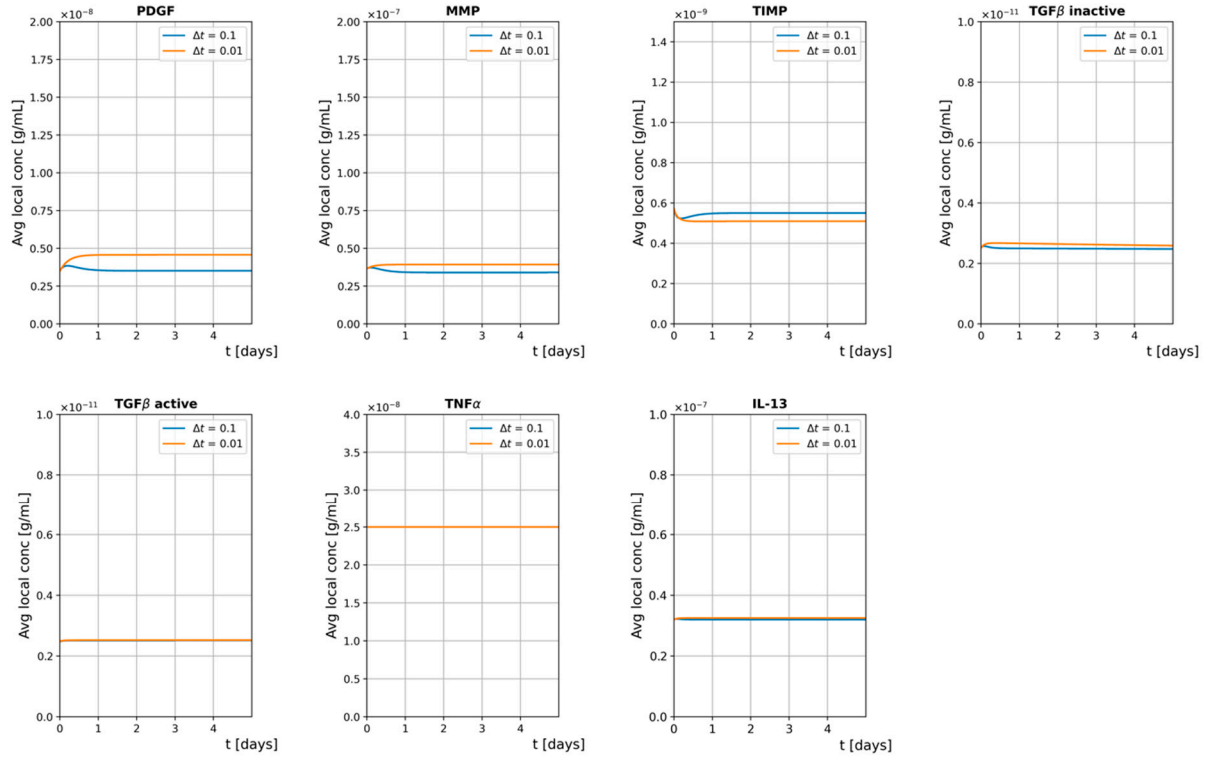 PDGF
×10⁻⁸
2.00
1.75
1.50
1.25
1.00
0.75
0.50
0.25
0.00
Avg local conc [g/mL]
Δt = 0.1
Δt = 0.01
0 1 2 3 4
t [days]
MMP
×10⁻⁷
2.00
1.75
1.50
1.25
1.00
0.75
0.50
0.25
0.00
Avg local conc [g/mL]
Δt = 0.1
Δt = 0.01
0 1 2 3 4
t [days]
TIMP
×10⁻⁹
1.4
1.2
1.0
0.8
0.6
0.4
0.2
0.0
Avg local conc [g/mL]
Δt = 0.1
Δt = 0.01
0 1 2 3 4
t [days]
TGFβ inactive
×10⁻¹¹
1.0
0.8
0.6
0.4
0.2
0.0
Avg local conc [g/mL]
Δt = 0.1
Δt = 0.01
0 1 2 3 4
t [days]
TGFβ active
×10⁻¹¹
1.0
0.8
0.6
0.4
0.2
0.0
Avg local conc [g/mL]
Δt = 0.1
Δt = 0.01
0 1 2 3 4
t [days]
TNFα
×10⁻⁸
4.0
3.5
3.0
2.5
2.0
1.5
1.0
0.5
0.0
Avg local conc [g/mL]
Δt = 0.1
Δt = 0.01
0 1 2 3 4
t [days]
IL-13
×10⁻⁷
1.0
0.8
0.6
0.4
0.2
0.0
Avg local conc [g/mL]
Δt = 0.1
Δt = 0.01
0 1 2 3 4
t [days]